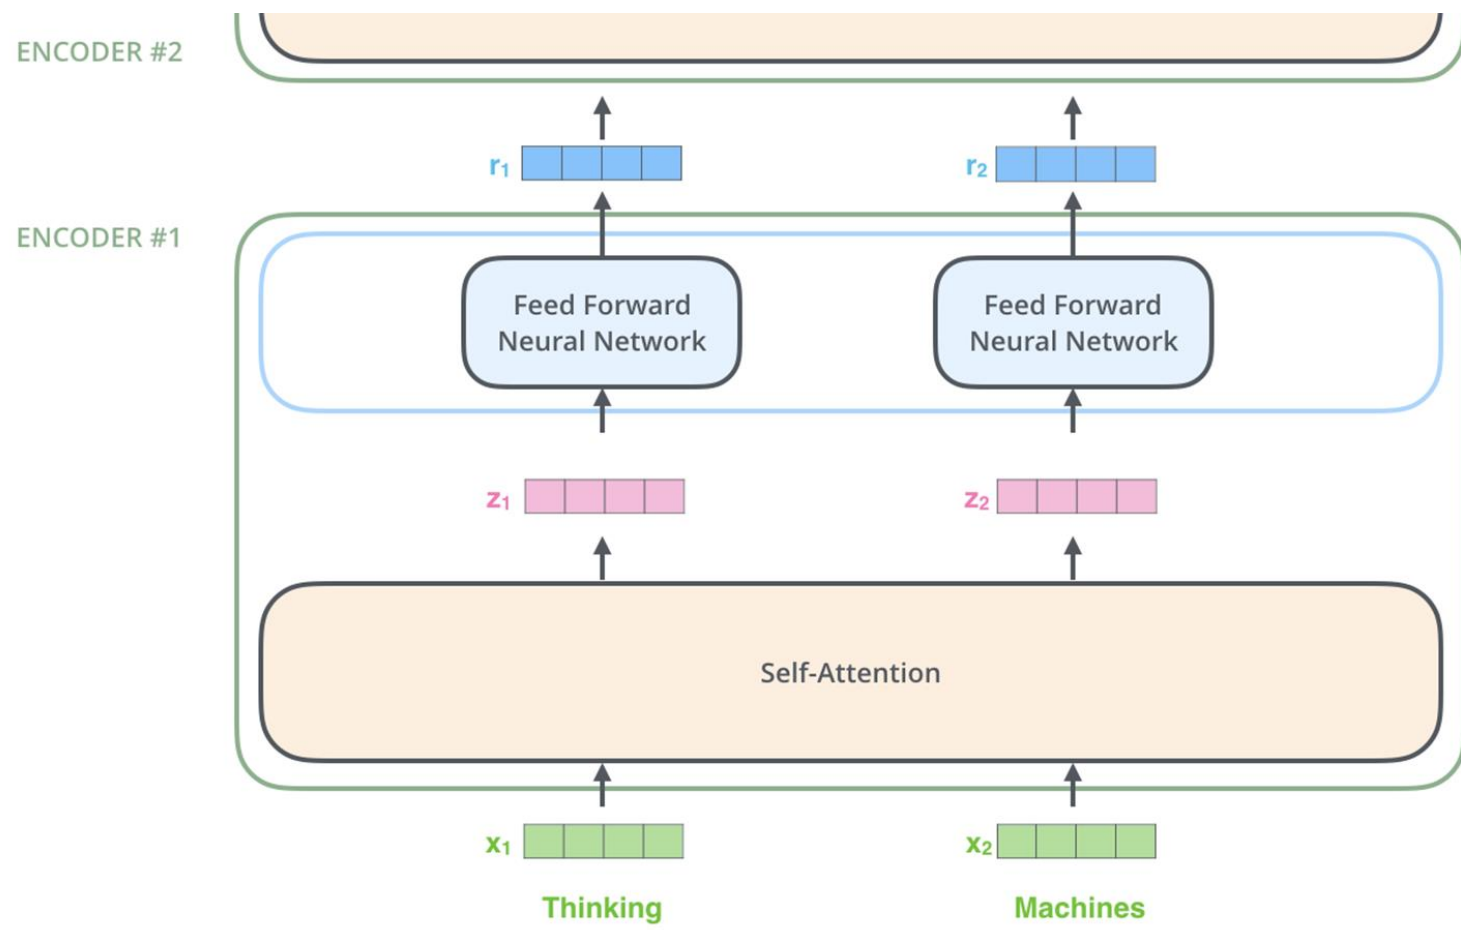 ENCODER #2
r1
r2
ENCODER #1
Feed Forward
Neural Network
Feed Forward
Neural Network
z1
z2
Self-Attention
x1
x2
Thinking
Machines